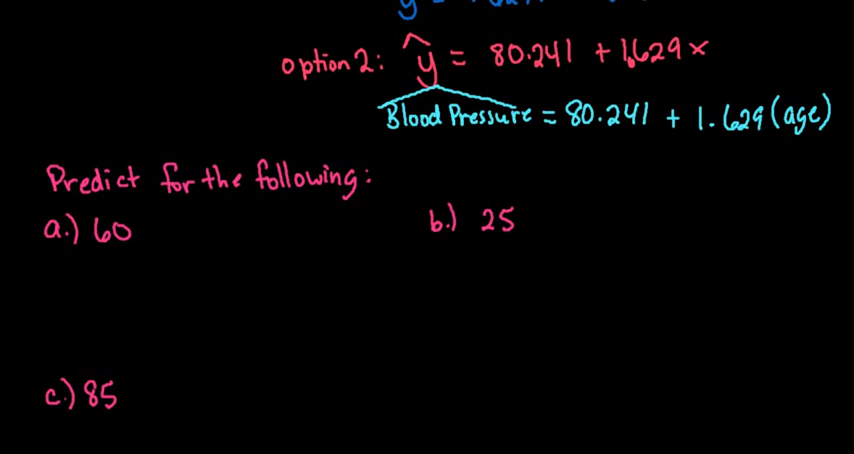 option 2: ŷ = 80.241 + 1.629x
Blood Pressure = 80.241 + 1.629(age)
Predict for the following:
a.) 60 b.) 25
c.) 85